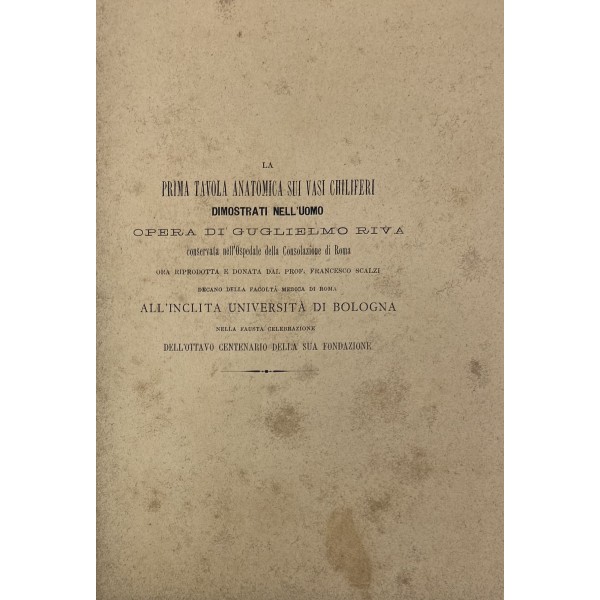 LA
PRIMA TAVOLA ANATOMICA SUI VASI CHILIFERI
DIMOSTRATI NELL'UOMO
OPERA DI GUGLIELMO RIVA
conservata nell'Ospedale della Consolazione di Roma
ORA RIPRODOTTA E DONATA DAL PROF. FRANCESCO SCALZI
DECANO DELLA FACOLTÀ MEDICA DI ROMA
ALL'INCLITA UNIVERSITÀ DI BOLOGNA
NELLA FAUSTA CELEBRAZIONE
DELL'OTTAVO CENTENARIO DELLA SUA FONDAZIONE.